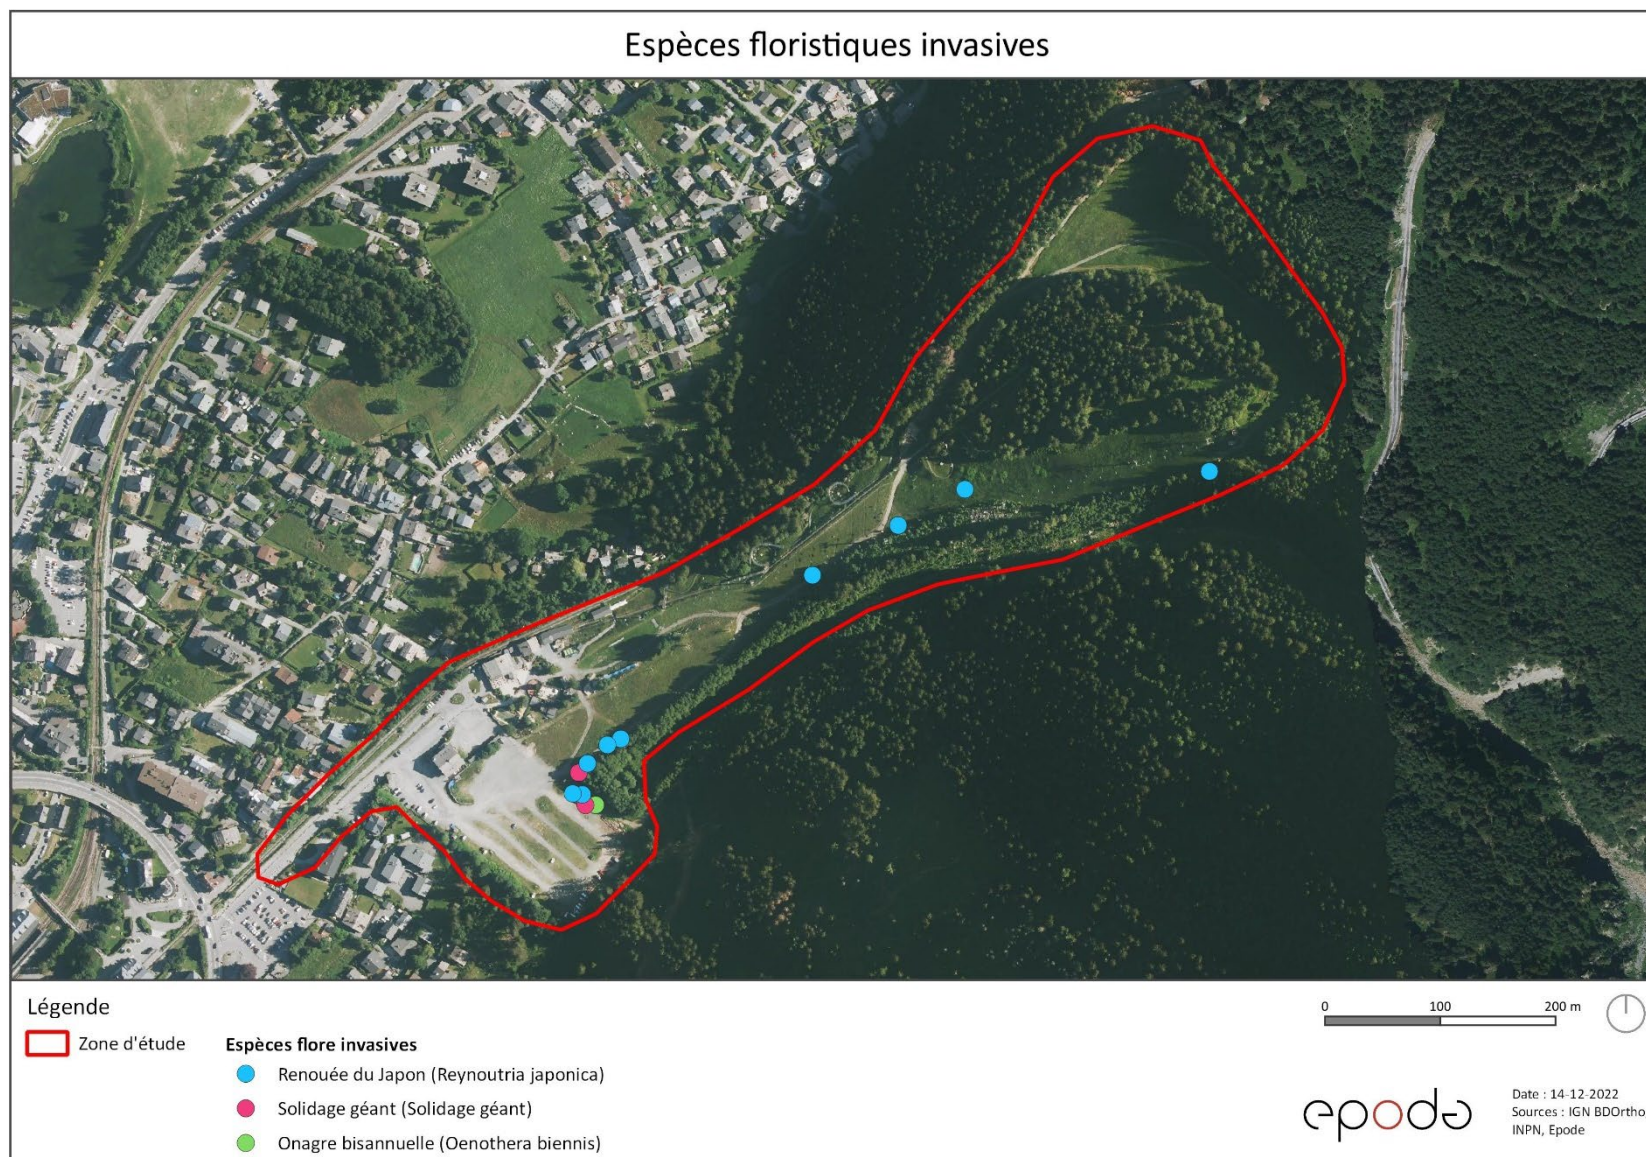 Espèces floristiques invasives
Légende
Zone d'étude
Espèces flore invasives
Renouée du Japon (Reynoutria japonica)
Solidage géant (Solidage géant)
Onagre bisannuelle (Oenothera biennis)
0 100 200 m
epode
Date : 14-12-2022
Sources : IGN BDOrtho
INPN, Epode